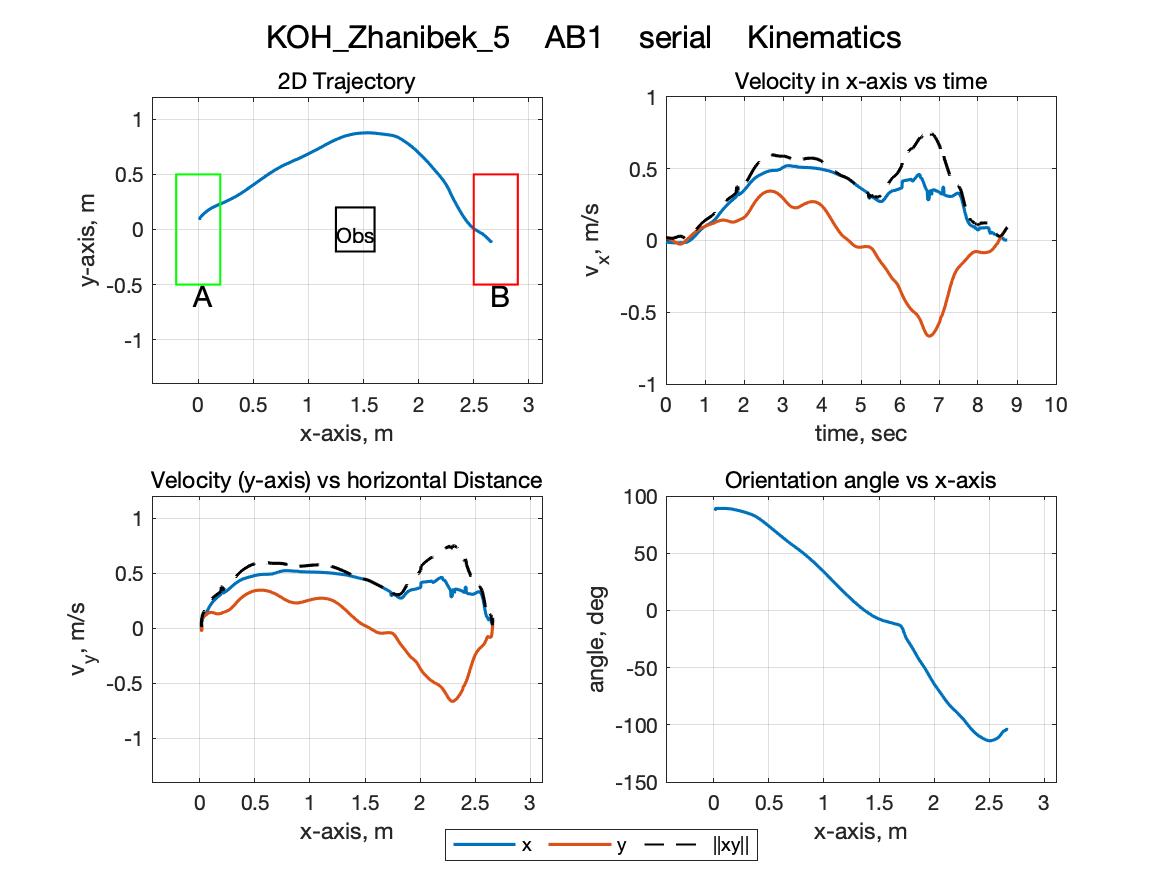 KOH_Zhanibek_5 AB1 serial Kinematics
2D Trajectory
1
0.5
0
-0.5
-1
y-axis, m
Obs
A
B
0 0.5 1 1.5 2 2.5 3
x-axis, m
Velocity in x-axis vs time
1
0.5
0
-0.5
-1
vx, m/s
0 1 2 3 4 5 6 7 8 9 10
time, sec
Velocity (y-axis) vs horizontal Distance
1
0.5
0
-0.5
-1
vy, m/s
0 0.5 1 1.5 2 2.5 3
x-axis, m
Orientation angle vs x-axis
100
50
0
-50
-100
-150
angle, deg
0 0.5 1 1.5 2 2.5 3
x-axis, m
x y ||xy||